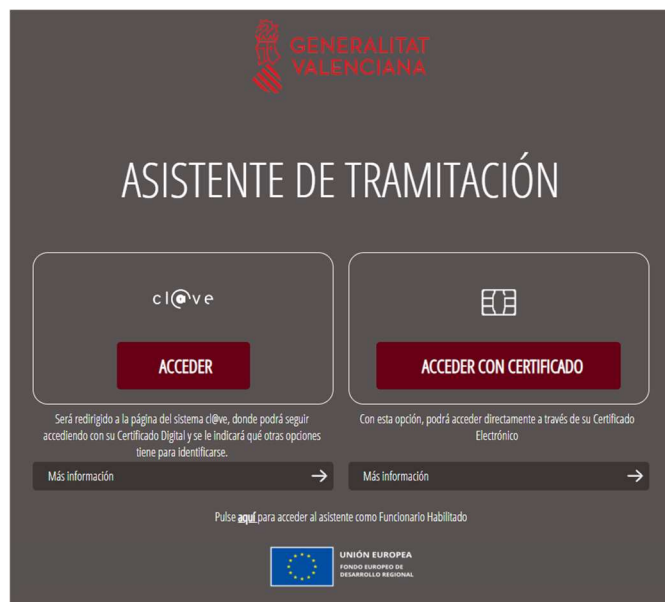 GENERALITAT
VALENCIANA
ASISTENTE DE TRAMITACIÓN
cl@ve
ACCEDER
Será redirigido a la página del sistema cl@ve, donde podrá seguir
accediendo con su Certificado Digital y se le indicará qué otras opciones
tiene para identificarse.
Más información
ACCEDER CON CERTIFICADO
Con esta opción, podrá acceder directamente a través de su Certificado
Electrónico
Más información
Pulse aquí para acceder al asistente como Funcionario Habilitado
UNIÓN EUROPEA
FONDO EUROPEO DE
DESARROLLO REGIONAL